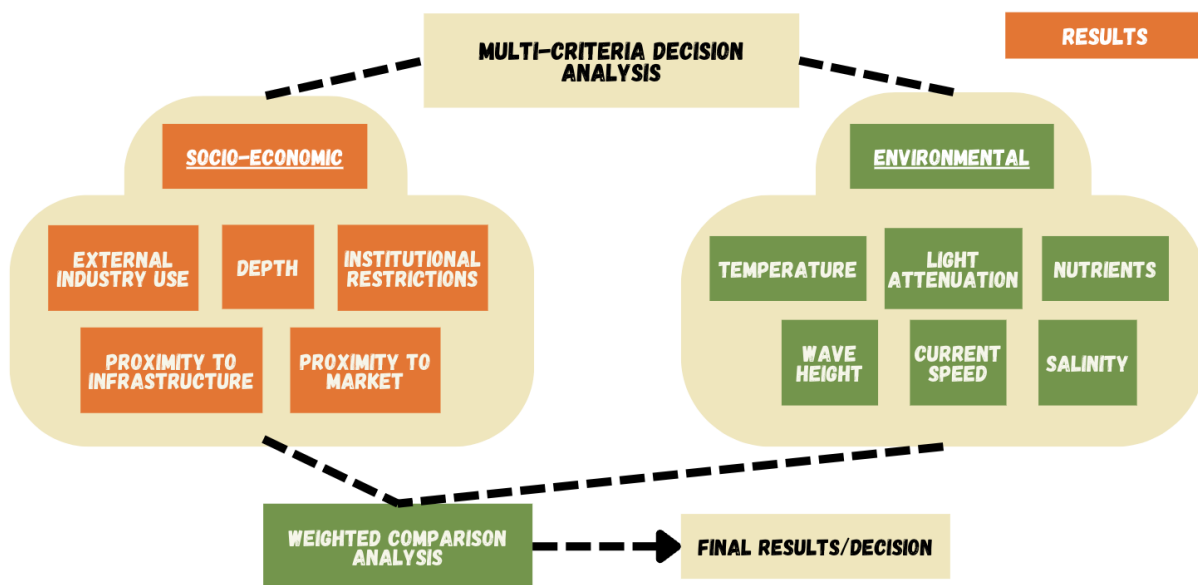 MULTI-CRITERIA DECISION
ANALYSIS
RESULTS
SOCIO-ECONOMIC
EXTERNAL
INDUSTRY USE
DEPTH
INSTITUTIONAL
RESTRICTIONS
PROXIMITY TO
INFRASTRUCTURE
PROXIMITY TO
MARKET
ENVIRONMENTAL
TEMPERATURE
LIGHT
ATTENUATION
NUTRIENTS
WAVE
HEIGHT
CURRENT
SPEED
SALINITY
WEIGHTED COMPARISON
ANALYSIS
FINAL RESULTS/DECISION